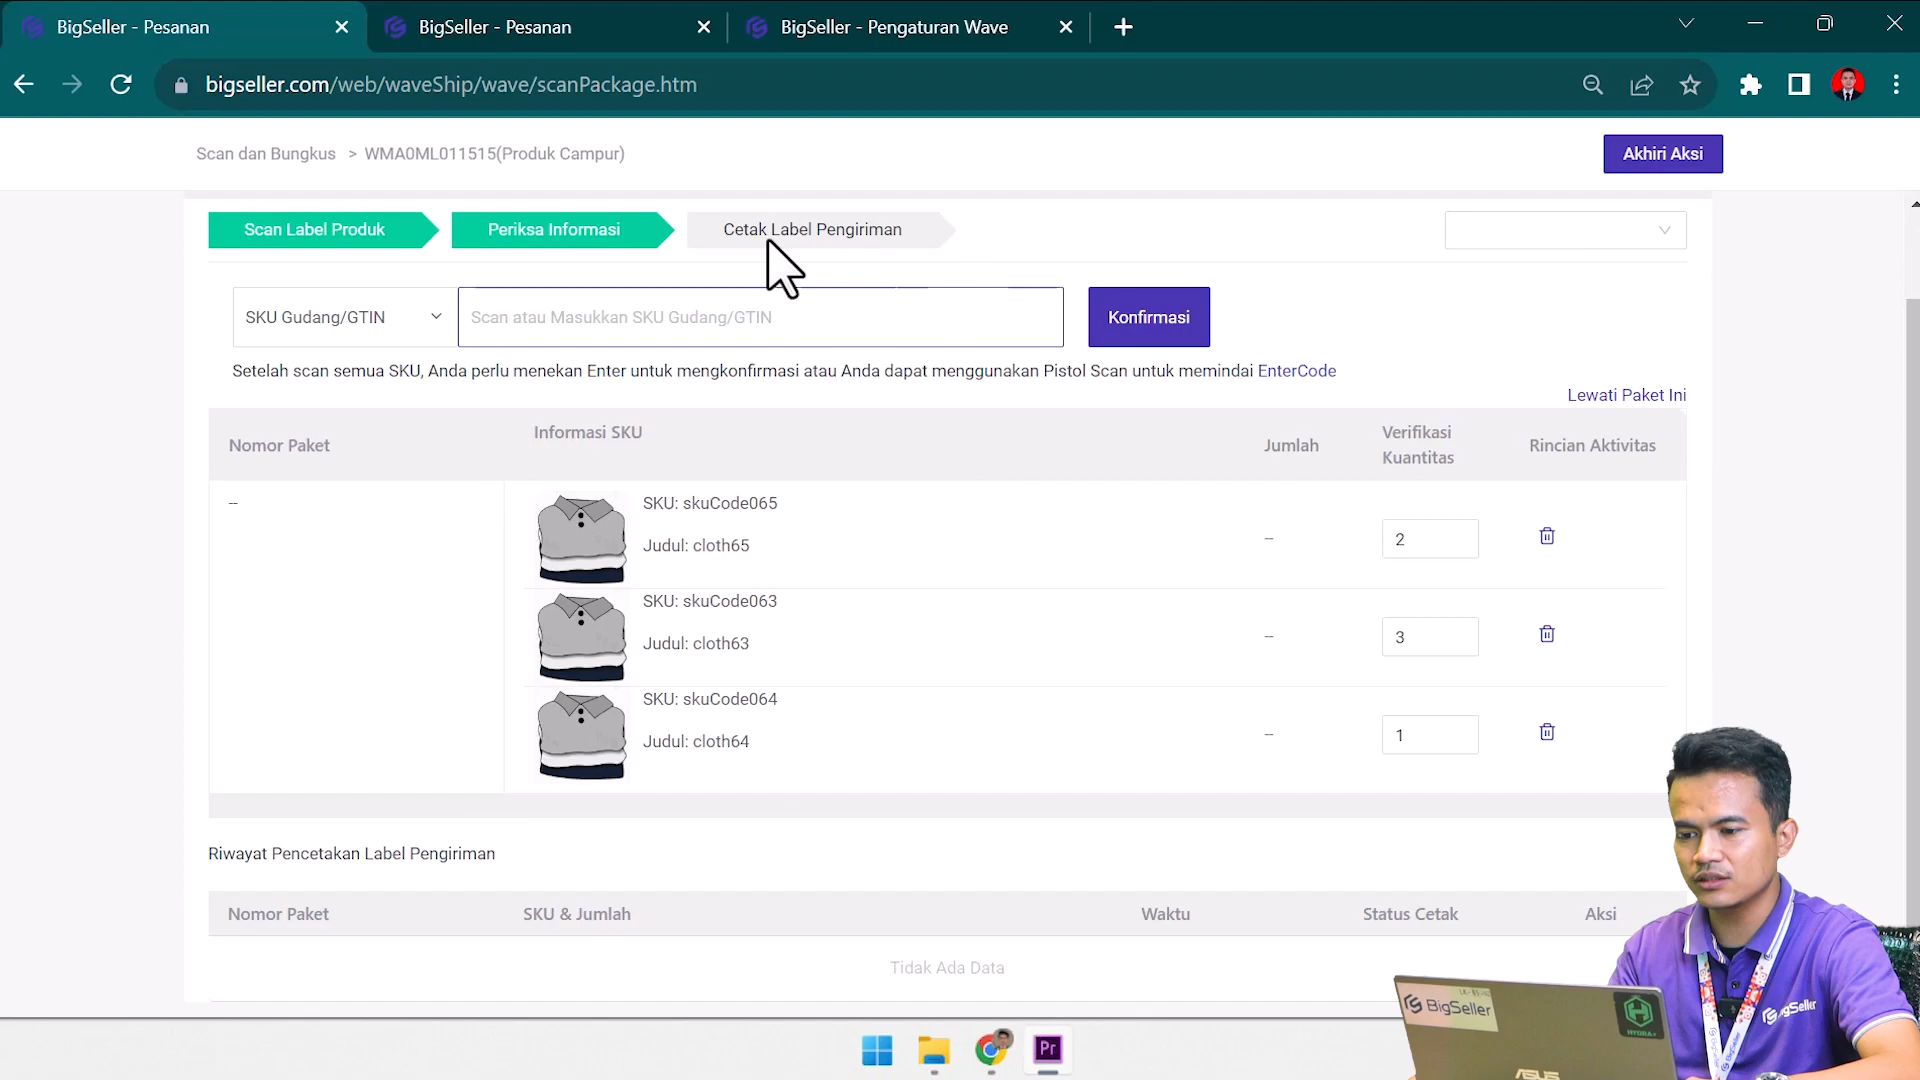 BigSeller - Pesanan
BigSeller - Pesanan
BigSeller - Pengaturan Wave
bigseller.com/web/waveShip/wave/scanPackage.htm
Scan dan Bungkus > WMA0ML011515(Produk Campur)
Akhiri Aksi
Scan Label Produk
Periksa Informasi
Cetak Label Pengiriman
SKU Gudang/GTIN
Scan atau Masukkan SKU Gudang/GTIN
Konfirmasi
Setelah scan semua SKU, Anda perlu menekan Enter untuk mengkonfirmasi atau Anda dapat menggunakan Pistol Scan untuk memindai EnterCode
Lewati Paket Ini
Nomor Paket
Informasi SKU
Jumlah
Verifikasi
Kuantitas
Rincian Aktivitas
--
SKU: skuCode065
Judul: cloth65
--
2
SKU: skuCode063
Judul: cloth63
--
3
SKU: skuCode064
Judul: cloth64
--
1
Riwayat Pencetakan Label Pengiriman
Nomor Paket
SKU & Jumlah
Waktu
Status Cetak
Aksi
Tidak Ada Data
Pr
BigSeller
HYDRA+
ASUS
BigSeller